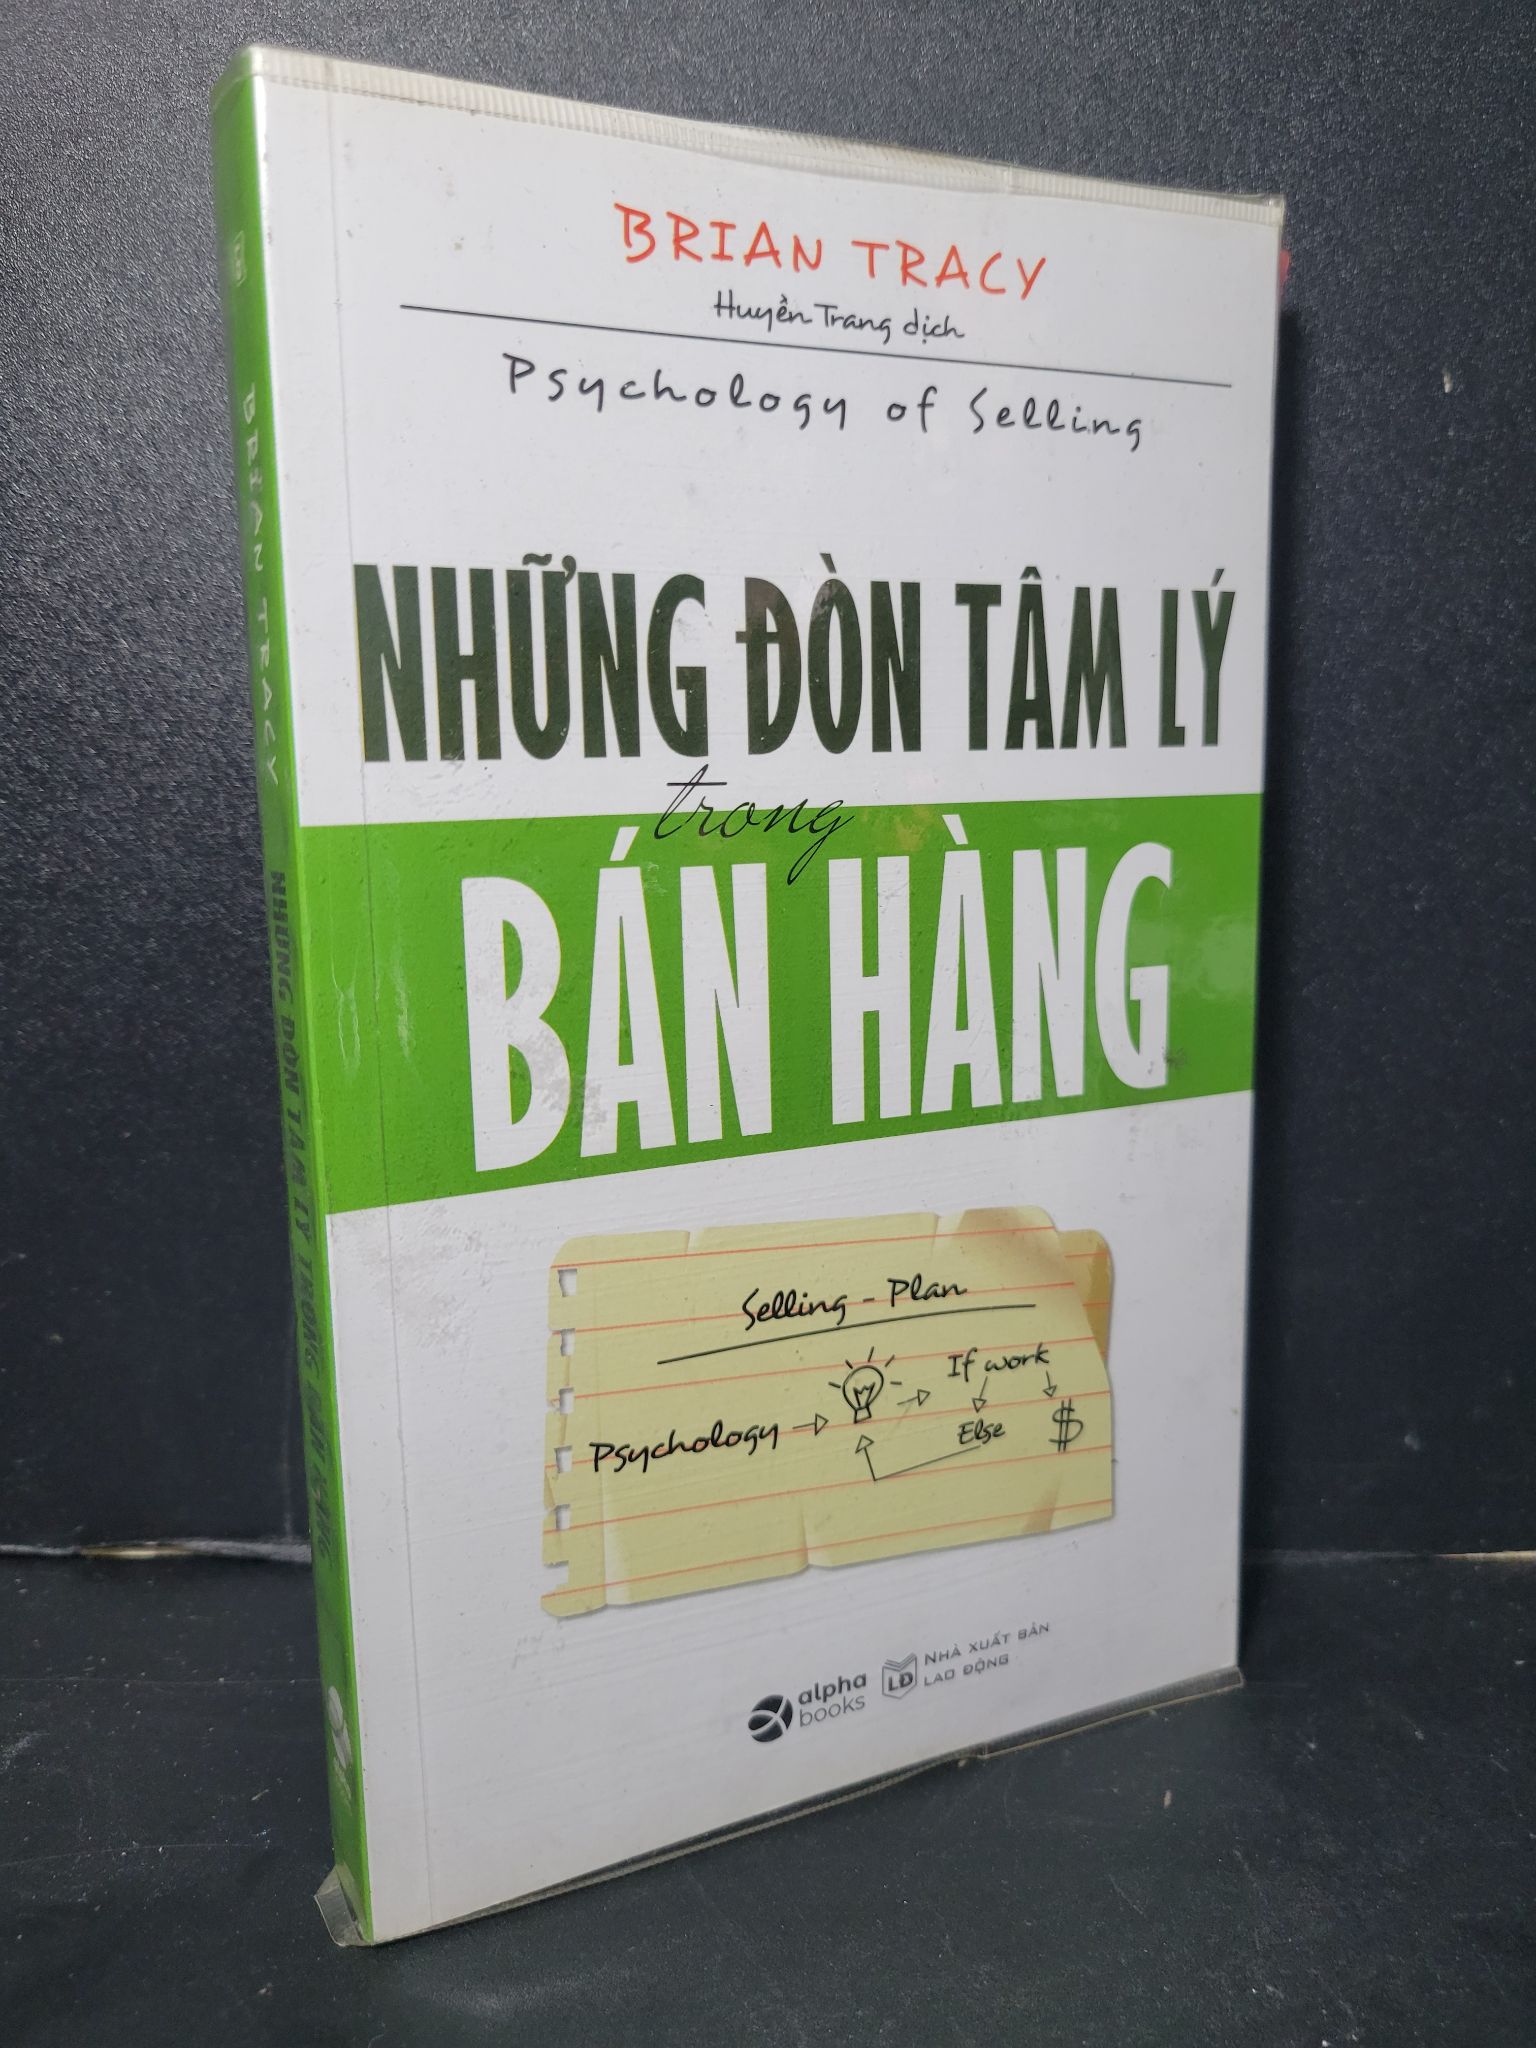 BRIAN TRACY
Huyền Trang dịch
Psychology of Selling
NHỮNG ĐÒN TÂM LÝ
trong
BÁN HÀNG
Selling - Plan
Psychology
If work
Else
$
alpha
books
LĐ
NHÀ XUẤT BẢN
LAO ĐỘNG
BRIAN TRACY NHỮNG ĐÒN TÂM LÝ TRONG BÁN HÀNG